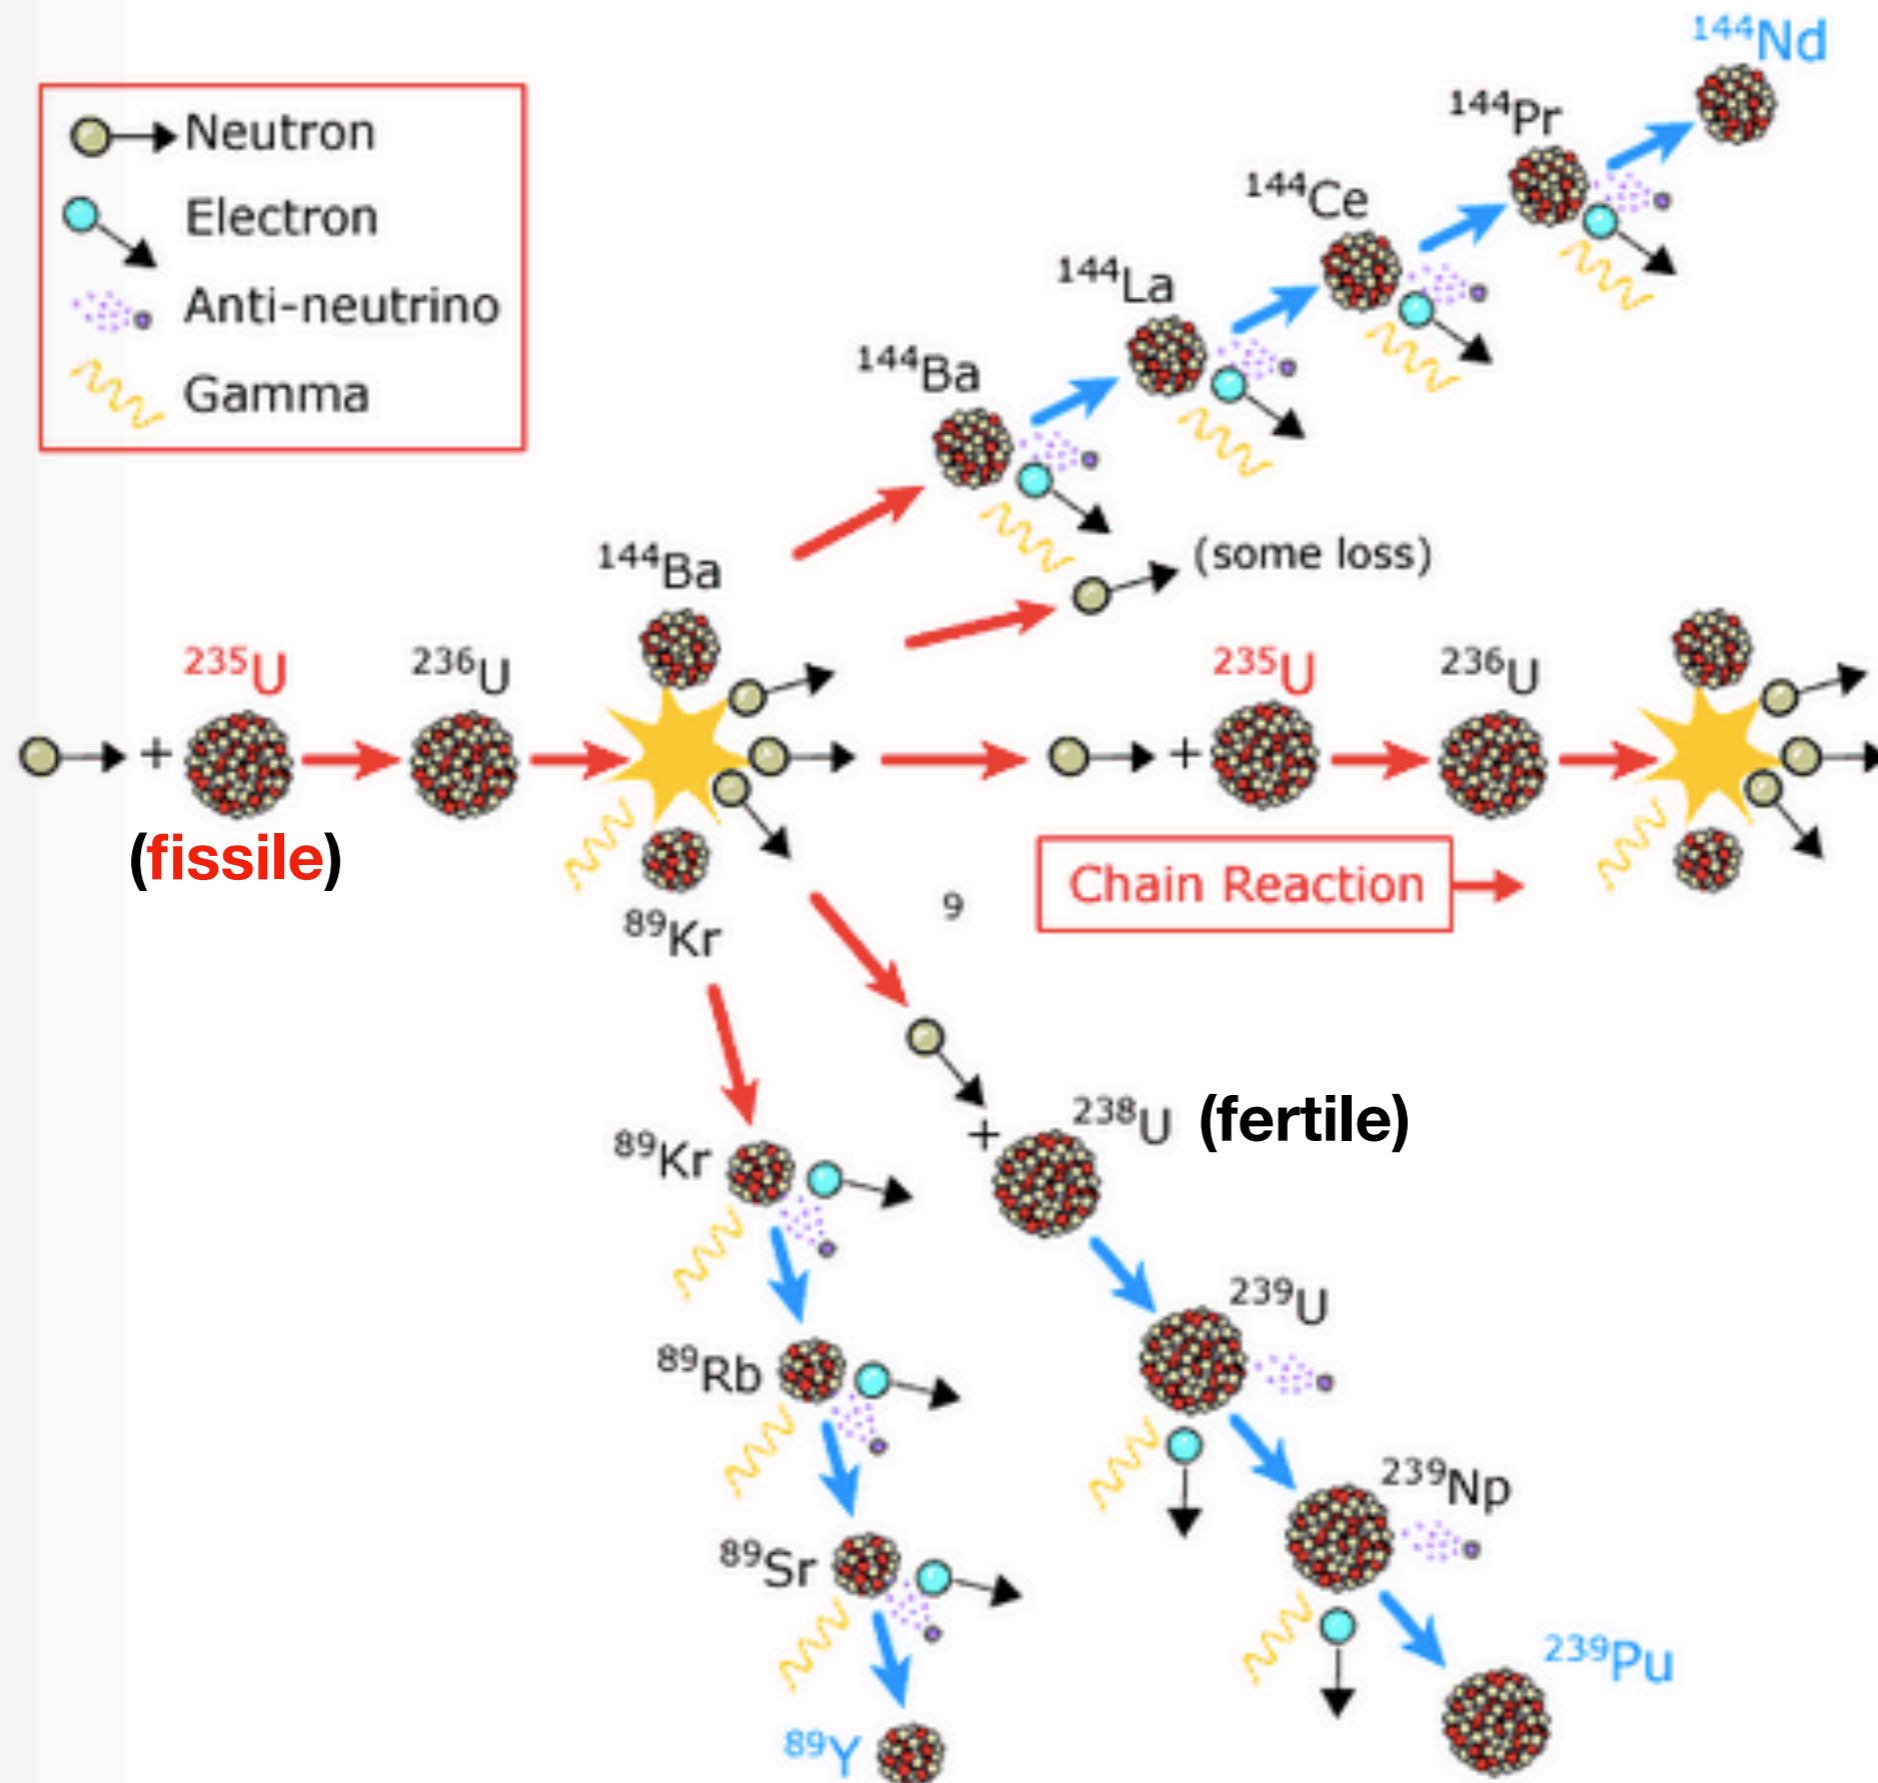 ¹⁴⁴Nd
¹⁴⁴Pr
¹⁴⁴Ce
¹⁴⁴La
¹⁴⁴Ba
Neutron
Electron
Anti-neutrino
Gamma
(some loss)
¹⁴⁴Ba
²³⁵U
²³⁶U
²³⁵U
²³⁶U
+
+
(fissile)
⁸⁹Kr
9
Chain Reaction
⁸⁹Kr
+
²³⁸U (fertile)
⁸⁹Rb
²³⁹U
⁸⁹Sr
²³⁹Np
⁸⁹Y
²³⁹Pu